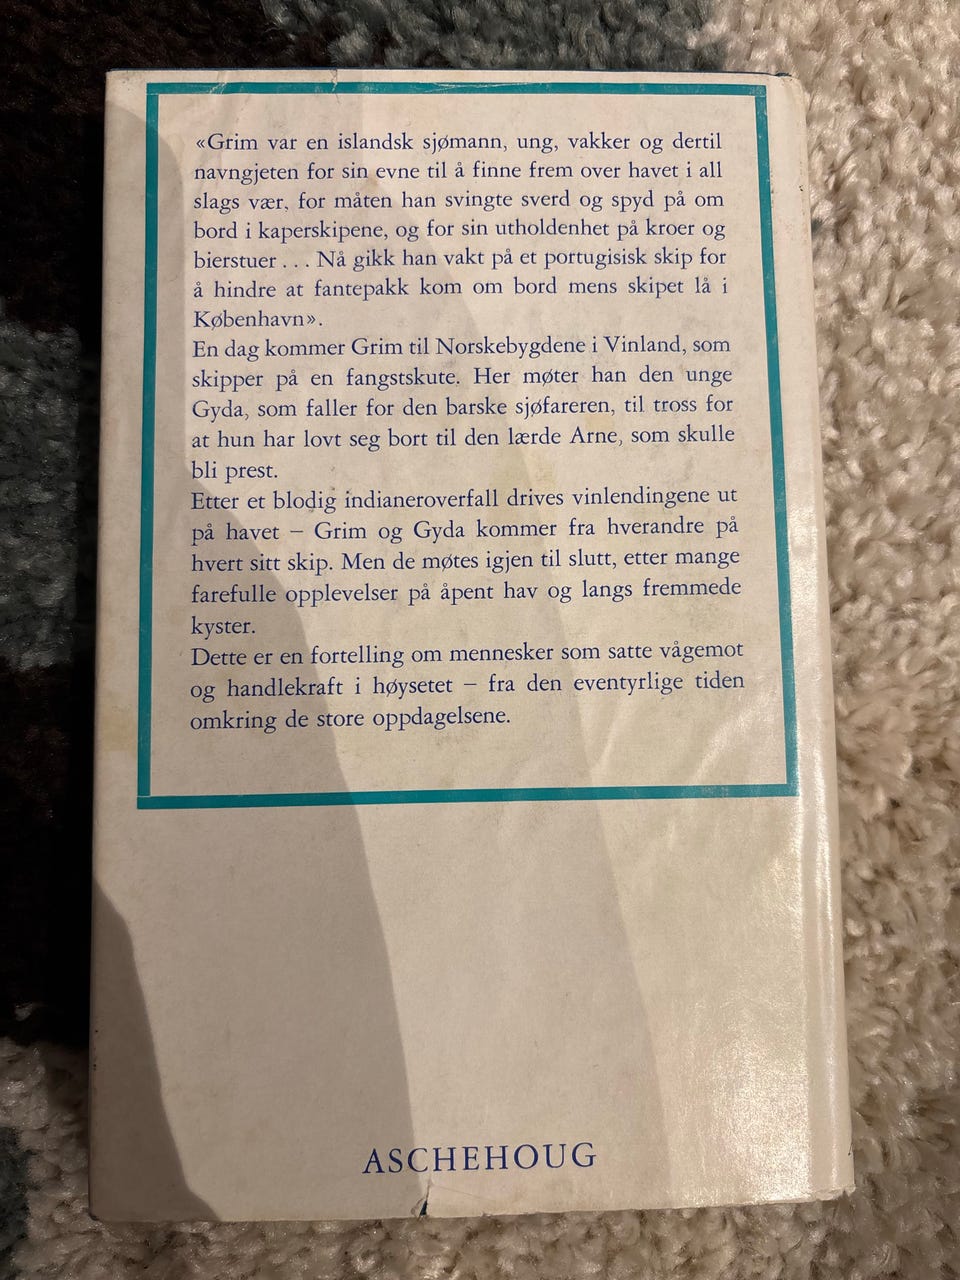 «Grim var en islandsk sjømann, ung, vakker og dertil
navngjeten for sin evne til å finne frem over havet i all
slags vær, for måten han svingte sverd og spyd på om
bord i kaperskipene, og for sin utholdenhet på kroer og
bierstuer . . . Nå gikk han vakt på et portugisisk skip for
å hindre at fantepakk kom om bord mens skipet lå i
København».
En dag kommer Grim til Norskebygdene i Vinland, som
skipper på en fangstskute. Her møter han den unge
Gyda, som faller for den barske sjøfareren, til tross for
at hun har lovt seg bort til den lærde Arne, som skulle
bli prest.
Etter et blodig indianeroverfall drives vinlendingene ut
på havet – Grim og Gyda kommer fra hverandre på
hvert sitt skip. Men de møtes igjen til slutt, etter mange
farefulle opplevelser på åpent hav og langs fremmede
kyster.
Dette er en fortelling om mennesker som satte vågemot
og handlekraft i høysetet – fra den eventyrlige tiden
omkring de store oppdagelsene.
ASCHEHOUG